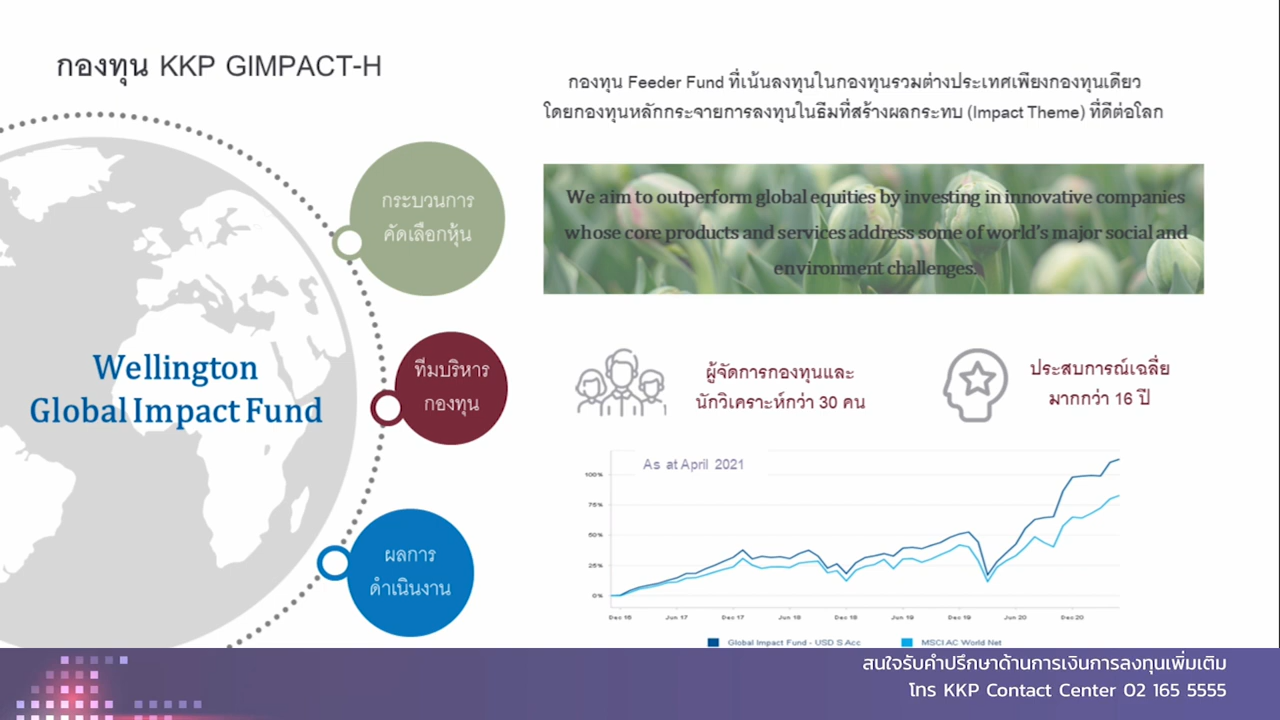 กองทุน KKP GIMPACT-H
กองทุน Feeder Fund ที่เน้นลงทุนในกองทุนรวมต่างประเทศเพียงกองทุนเดียว
โดยกองทุนหลักกระจายการลงทุนในธีมที่สร้างผลกระทบ (Impact Theme) ที่ดีต่อโลก
กระบวนการ
คัดเลือกหุ้น
We aim to outperform global equities by investing in innovative companies
whose core products and services address some of world's major social and
environment challenges.
Wellington
Global Impact Fund
ทีมบริหาร
กองทุน
ผู้จัดการกองทุนและ
นักวิเคราะห์กว่า 30 คน
ประสบการณ์เฉลี่ย
มากกว่า 16 ปี
ผลการ
ดำเนินงาน
As at April 2021
100%
75%
50%
25%
0%
Dec 16 Jun 17 Dec 17 Jun 18 Dec 18 Jun 19 Dec 19 Jun 20 Dec 20
Global Impact Fund - USD S Acc MSCI AC World Net
สนใจรับคำปรึกษาด้านการเงินการลงทุนเพิ่มเติม
โทร KKP Contact Center 02 165 5555